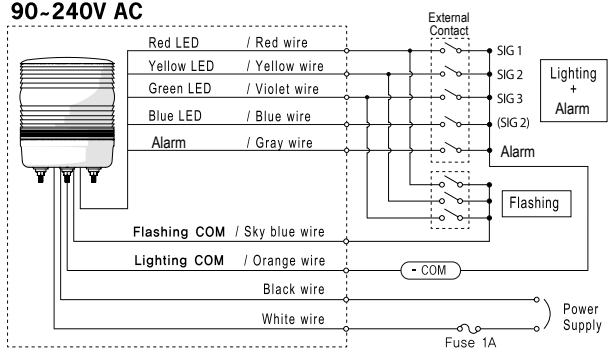 90~240V AC
External
Contact
Red LED / Red wire
SIG 1
Yellow LED / Yellow wire
SIG 2
Green LED / Violet wire
SIG 3
Blue LED / Blue wire
(SIG 2)
Alarm / Gray wire
Alarm
Lighting
+
Alarm
Flashing
Flashing COM / Sky blue wire
Lighting COM / Orange wire
- COM
Black wire
White wire
Fuse 1A
Power
Supply